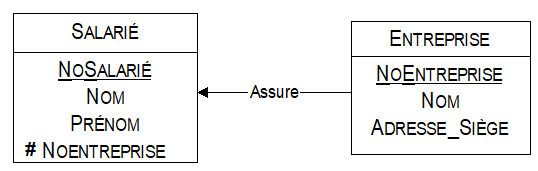 SALARIÉ
NOSALARIÉ
NOM
PRÉNOM
# NOENTREPRISE
Assure
ENTREPRISE
NOENTREPRISE
NOM
ADRESSE_SIÈGE